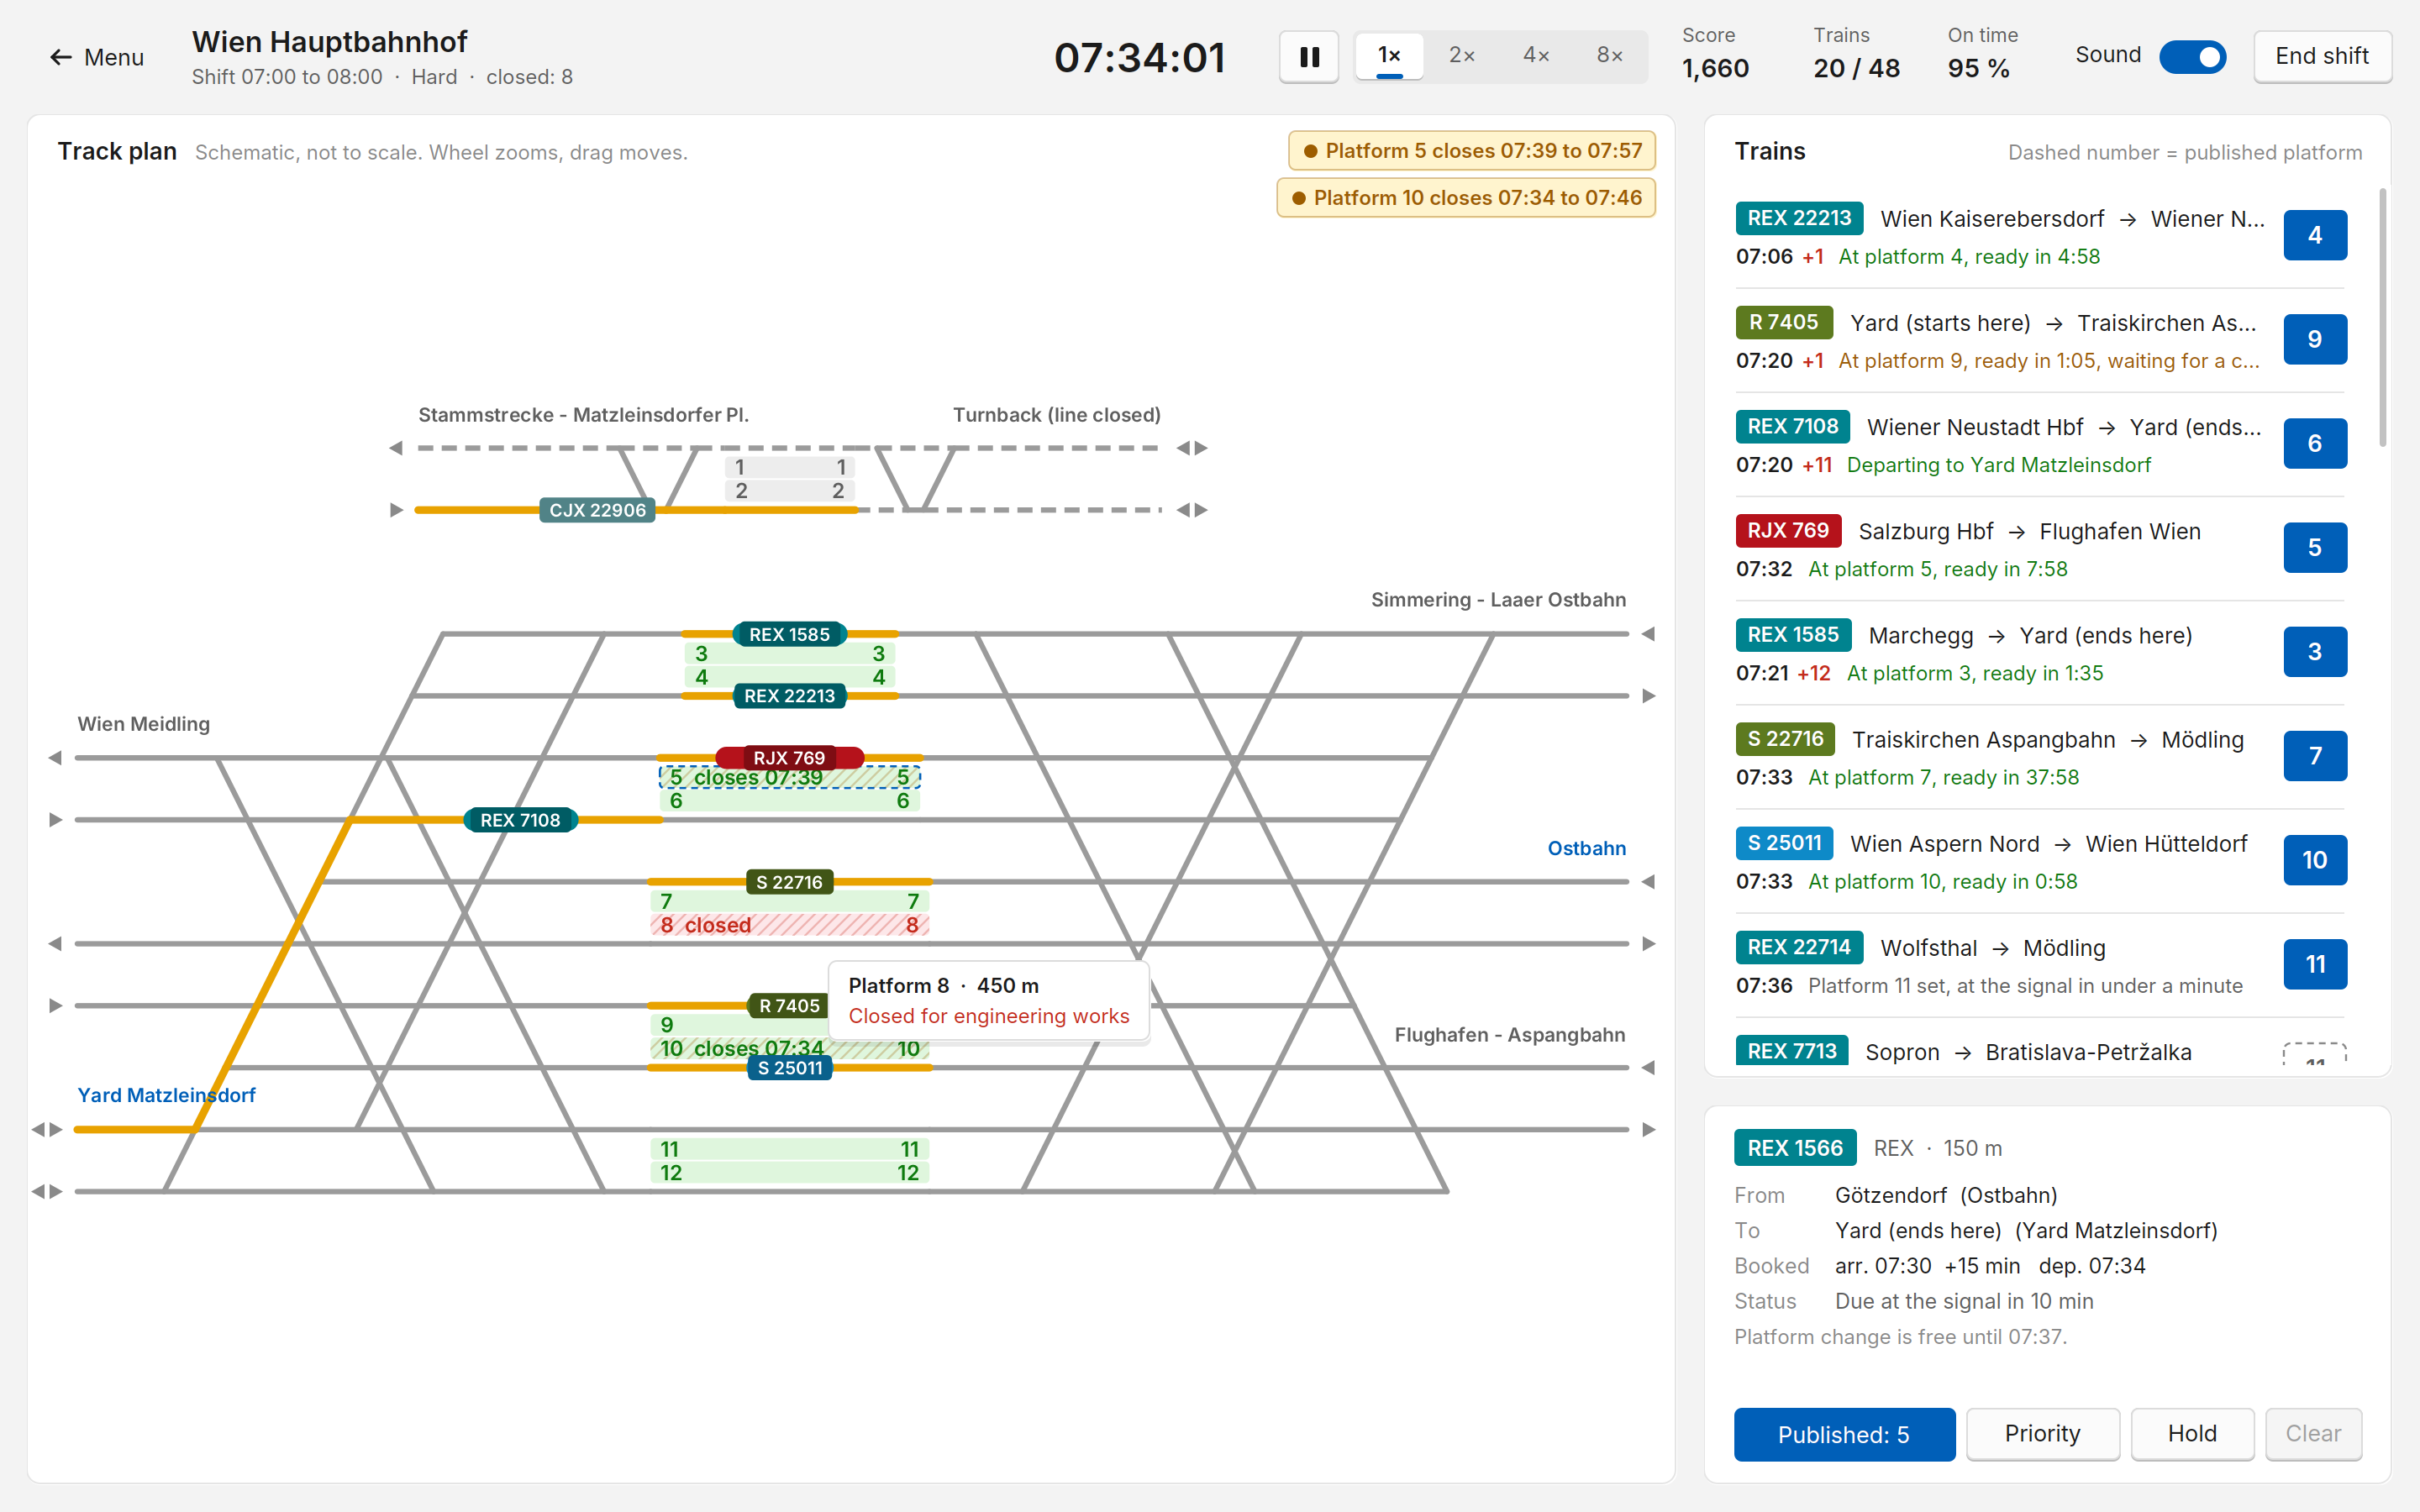 Menu
Wien Hauptbahnhof
Shift 07:00 to 08:00 · Hard · closed: 8
07:34:01
1× 2× 4× 8×
Score
1,660
Trains
20 / 48
On time
95 %
Sound
End shift
Track plan Schematic, not to scale. Wheel zooms, drag moves.
Platform 5 closes 07:39 to 07:57
Platform 10 closes 07:34 to 07:46
Stammstrecke - Matzleinsdorfer Pl. Turnback (line closed)
1 1
2 2
CJX 22906
Simmering - Laaer Ostbahn
REX 1585
3 3
4 4
REX 22213
Wien Meidling
RJX 769
5 closes 07:39 5
6 6
REX 7108
Ostbahn
S 22716
7 7
8 closed 8
Platform 8 · 450 m
Closed for engineering works
R 7405
9
10 closes 07:34 10
Flughafen - Aspangbahn
S 25011
Yard Matzleinsdorf
11 11
12 12
Trains Dashed number = published platform
REX 22213 Wien Kaiserebersdorf → Wiener N... 4
07:06 +1 At platform 4, ready in 4:58
R 7405 Yard (starts here) → Traiskirchen As... 9
07:20 +1 At platform 9, ready in 1:05, waiting for a c...
REX 7108 Wiener Neustadt Hbf → Yard (ends... 6
07:20 +11 Departing to Yard Matzleinsdorf
RJX 769 Salzburg Hbf → Flughafen Wien 5
07:32 At platform 5, ready in 7:58
REX 1585 Marchegg → Yard (ends here) 3
07:21 +12 At platform 3, ready in 1:35
S 22716 Traiskirchen Aspangbahn → Mödling 7
07:33 At platform 7, ready in 37:58
S 25011 Wien Aspern Nord → Wien Hütteldorf 10
07:33 At platform 10, ready in 0:58
REX 22714 Wolfsthal → Mödling 11
07:36 Platform 11 set, at the signal in under a minute
REX 7713 Sopron → Bratislava-Petržalka 11
REX 1566 REX · 150 m
From Götzendorf (Ostbahn)
To Yard (ends here) (Yard Matzleinsdorf)
Booked arr. 07:30 +15 min dep. 07:34
Status Due at the signal in 10 min
Platform change is free until 07:37.
Published: 5 Priority Hold Clear